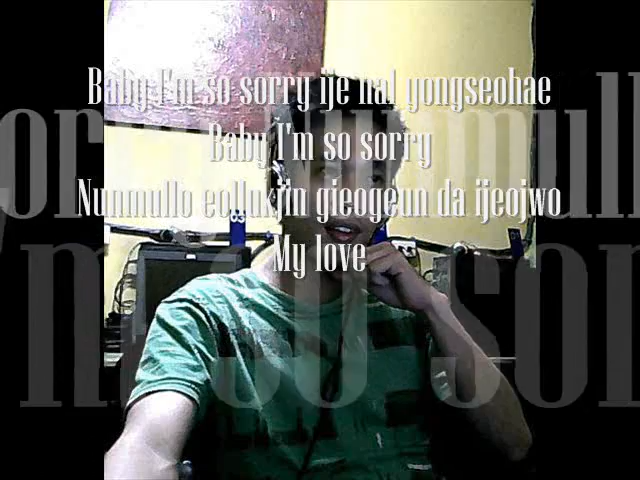 Baby I'm so sorry ije nal yongseohae
Baby I'm so sorry
Nunmullo eollukjin gieogeun da ijeojwo
My love